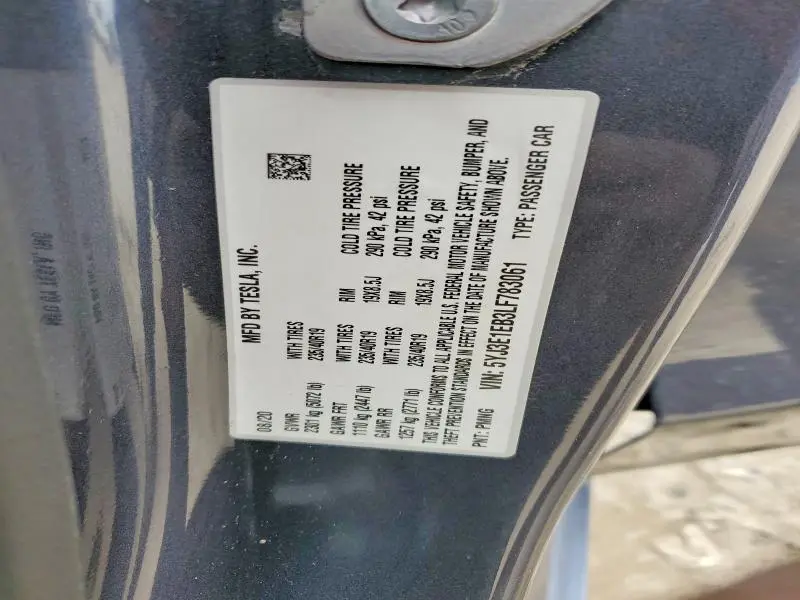 MFD BY TESLA, INC.
08/20
GVWR WITH TIRES RIM COLD TIRE PRESSURE
2301 kg (5072 lb) 235/40R19 19X8.5J 290 kPa, 42 psi
GAWR FRT WITH TIRES RIM COLD TIRE PRESSURE
1110 kg (2447 lb) 235/40R19 19X8.5J 290 kPa, 42 psi
GAWR RR
1257 kg (2771 lb)
THIS VEHICLE CONFORMS TO ALL APPLICABLE U.S. FEDERAL MOTOR VEHICLE SAFETY, BUMPER, AND
THEFT PREVENTION STANDARDS IN EFFECT ON THE DATE OF MANUFACTURE SHOWN ABOVE.
VIN: 5YJ3E1EB3LF783061 TYPE: PASSENGER CAR
PNT: PMNG